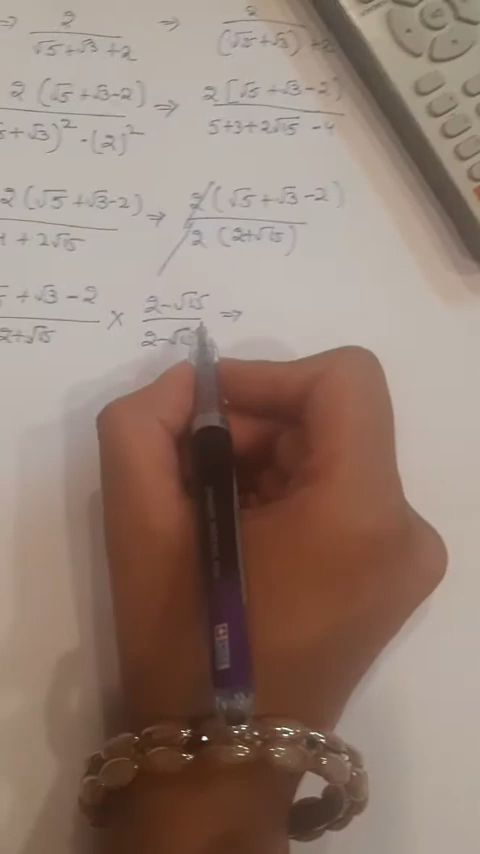 ⇒ 2/(√5+√3+2) ⇒ 2/((√5+√3)+2
2(√5+√3-2)/(5+√3)²-(2)² ⇒ 2[√5+√3-2)/(5+3+2√15-4)
2(√5+√3-2)/(4+2√15) ⇒ 2(√5+√3-2)/2(2+√15)
5+√3-2/2+√15 × 2-√15/2-√ ⇒